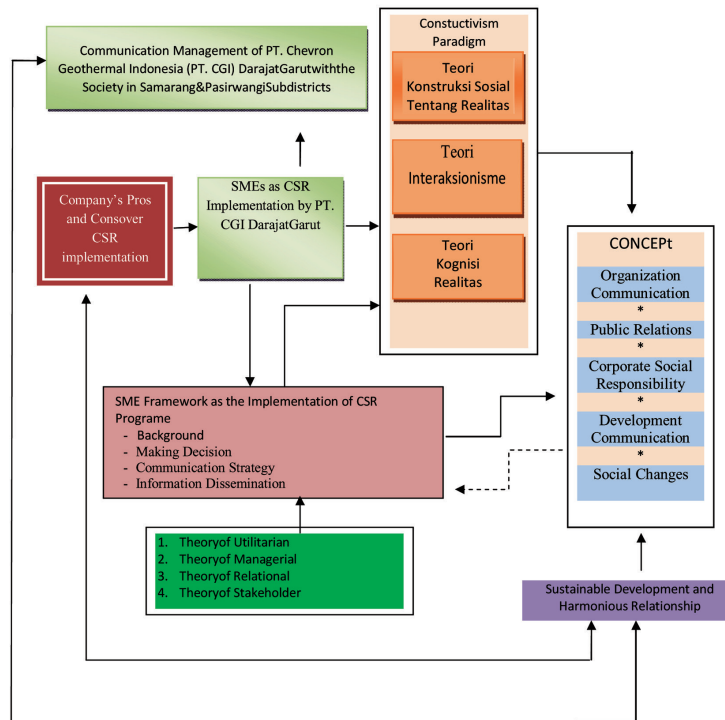 Communication Management of PT. Chevron
Geothermal Indonesia (PT. CGI) DarajatGarutwiththe
Society in Samarang&PasirwangiSubdistricts
Constuctivism
Paradigm
Teori
Konstruksi Sosial
Tentang Realitas
Teori
Interaksionisme
Teori
Kognisi
Realitas
Company's Pros
and Consover
CSR
implementation
SMEs as CSR
Implementation by PT.
CGI DarajatGarut
CONCEPt
Organization
Communication
*
Public Relations
*
Corporate Social
Responsibility
*
Development
Communication
*
Social Changes
SME Framework as the Implementation of CSR
Programe
- Background
- Making Decision
- Communication Strategy
- Information Dissemination
1. Theoryof Utilitarian
2. Theoryof Managerial
3. Theoryof Relational
4. Theoryof Stakeholder
Sustainable Development and
Harmonious Relationship